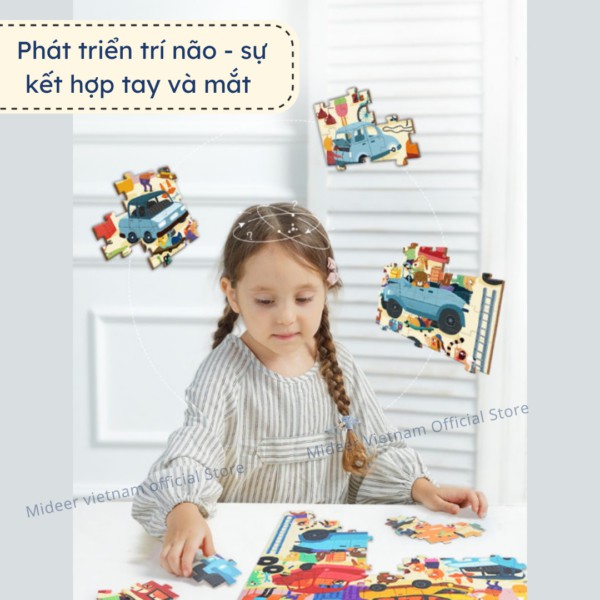 Phát triển trí não - sự
kết hợp tay và mắt
Mideer Vietnam Official Store
Mideer vietnam official Store